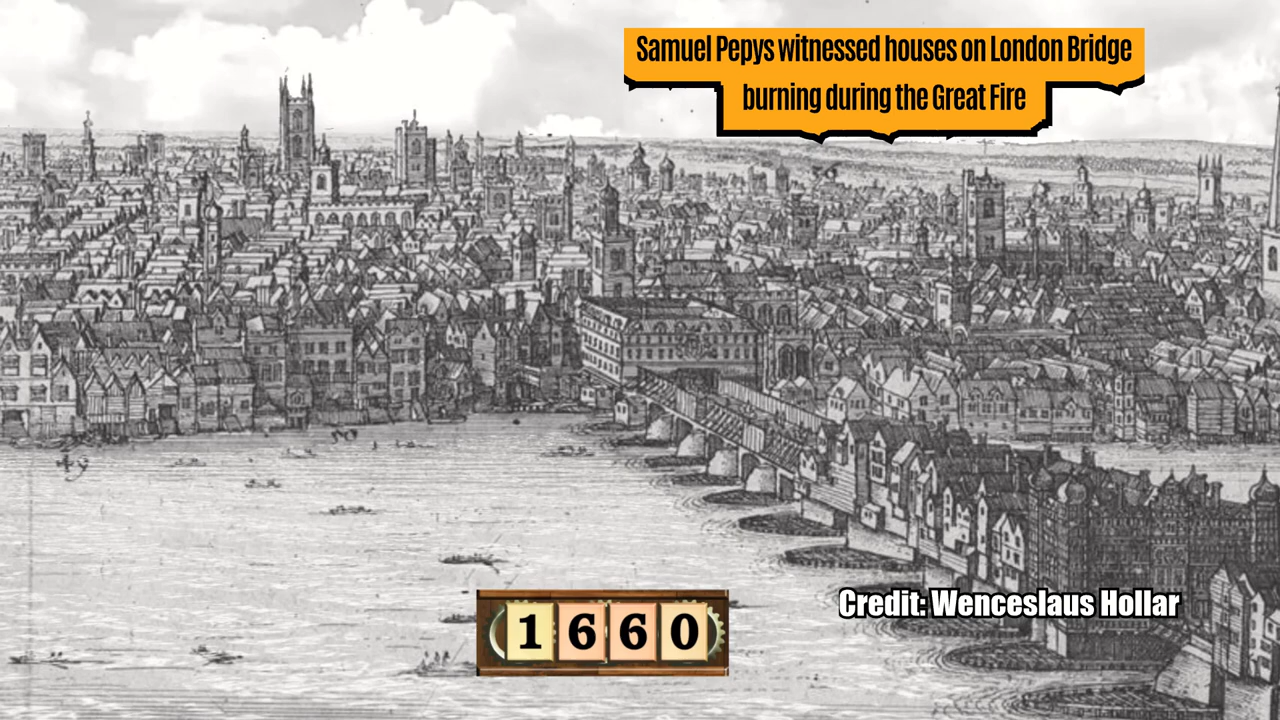 Samuel Pepys witnessed houses on London Bridge
burning during the Great Fire
Credit: Wenceslaus Hollar
1660